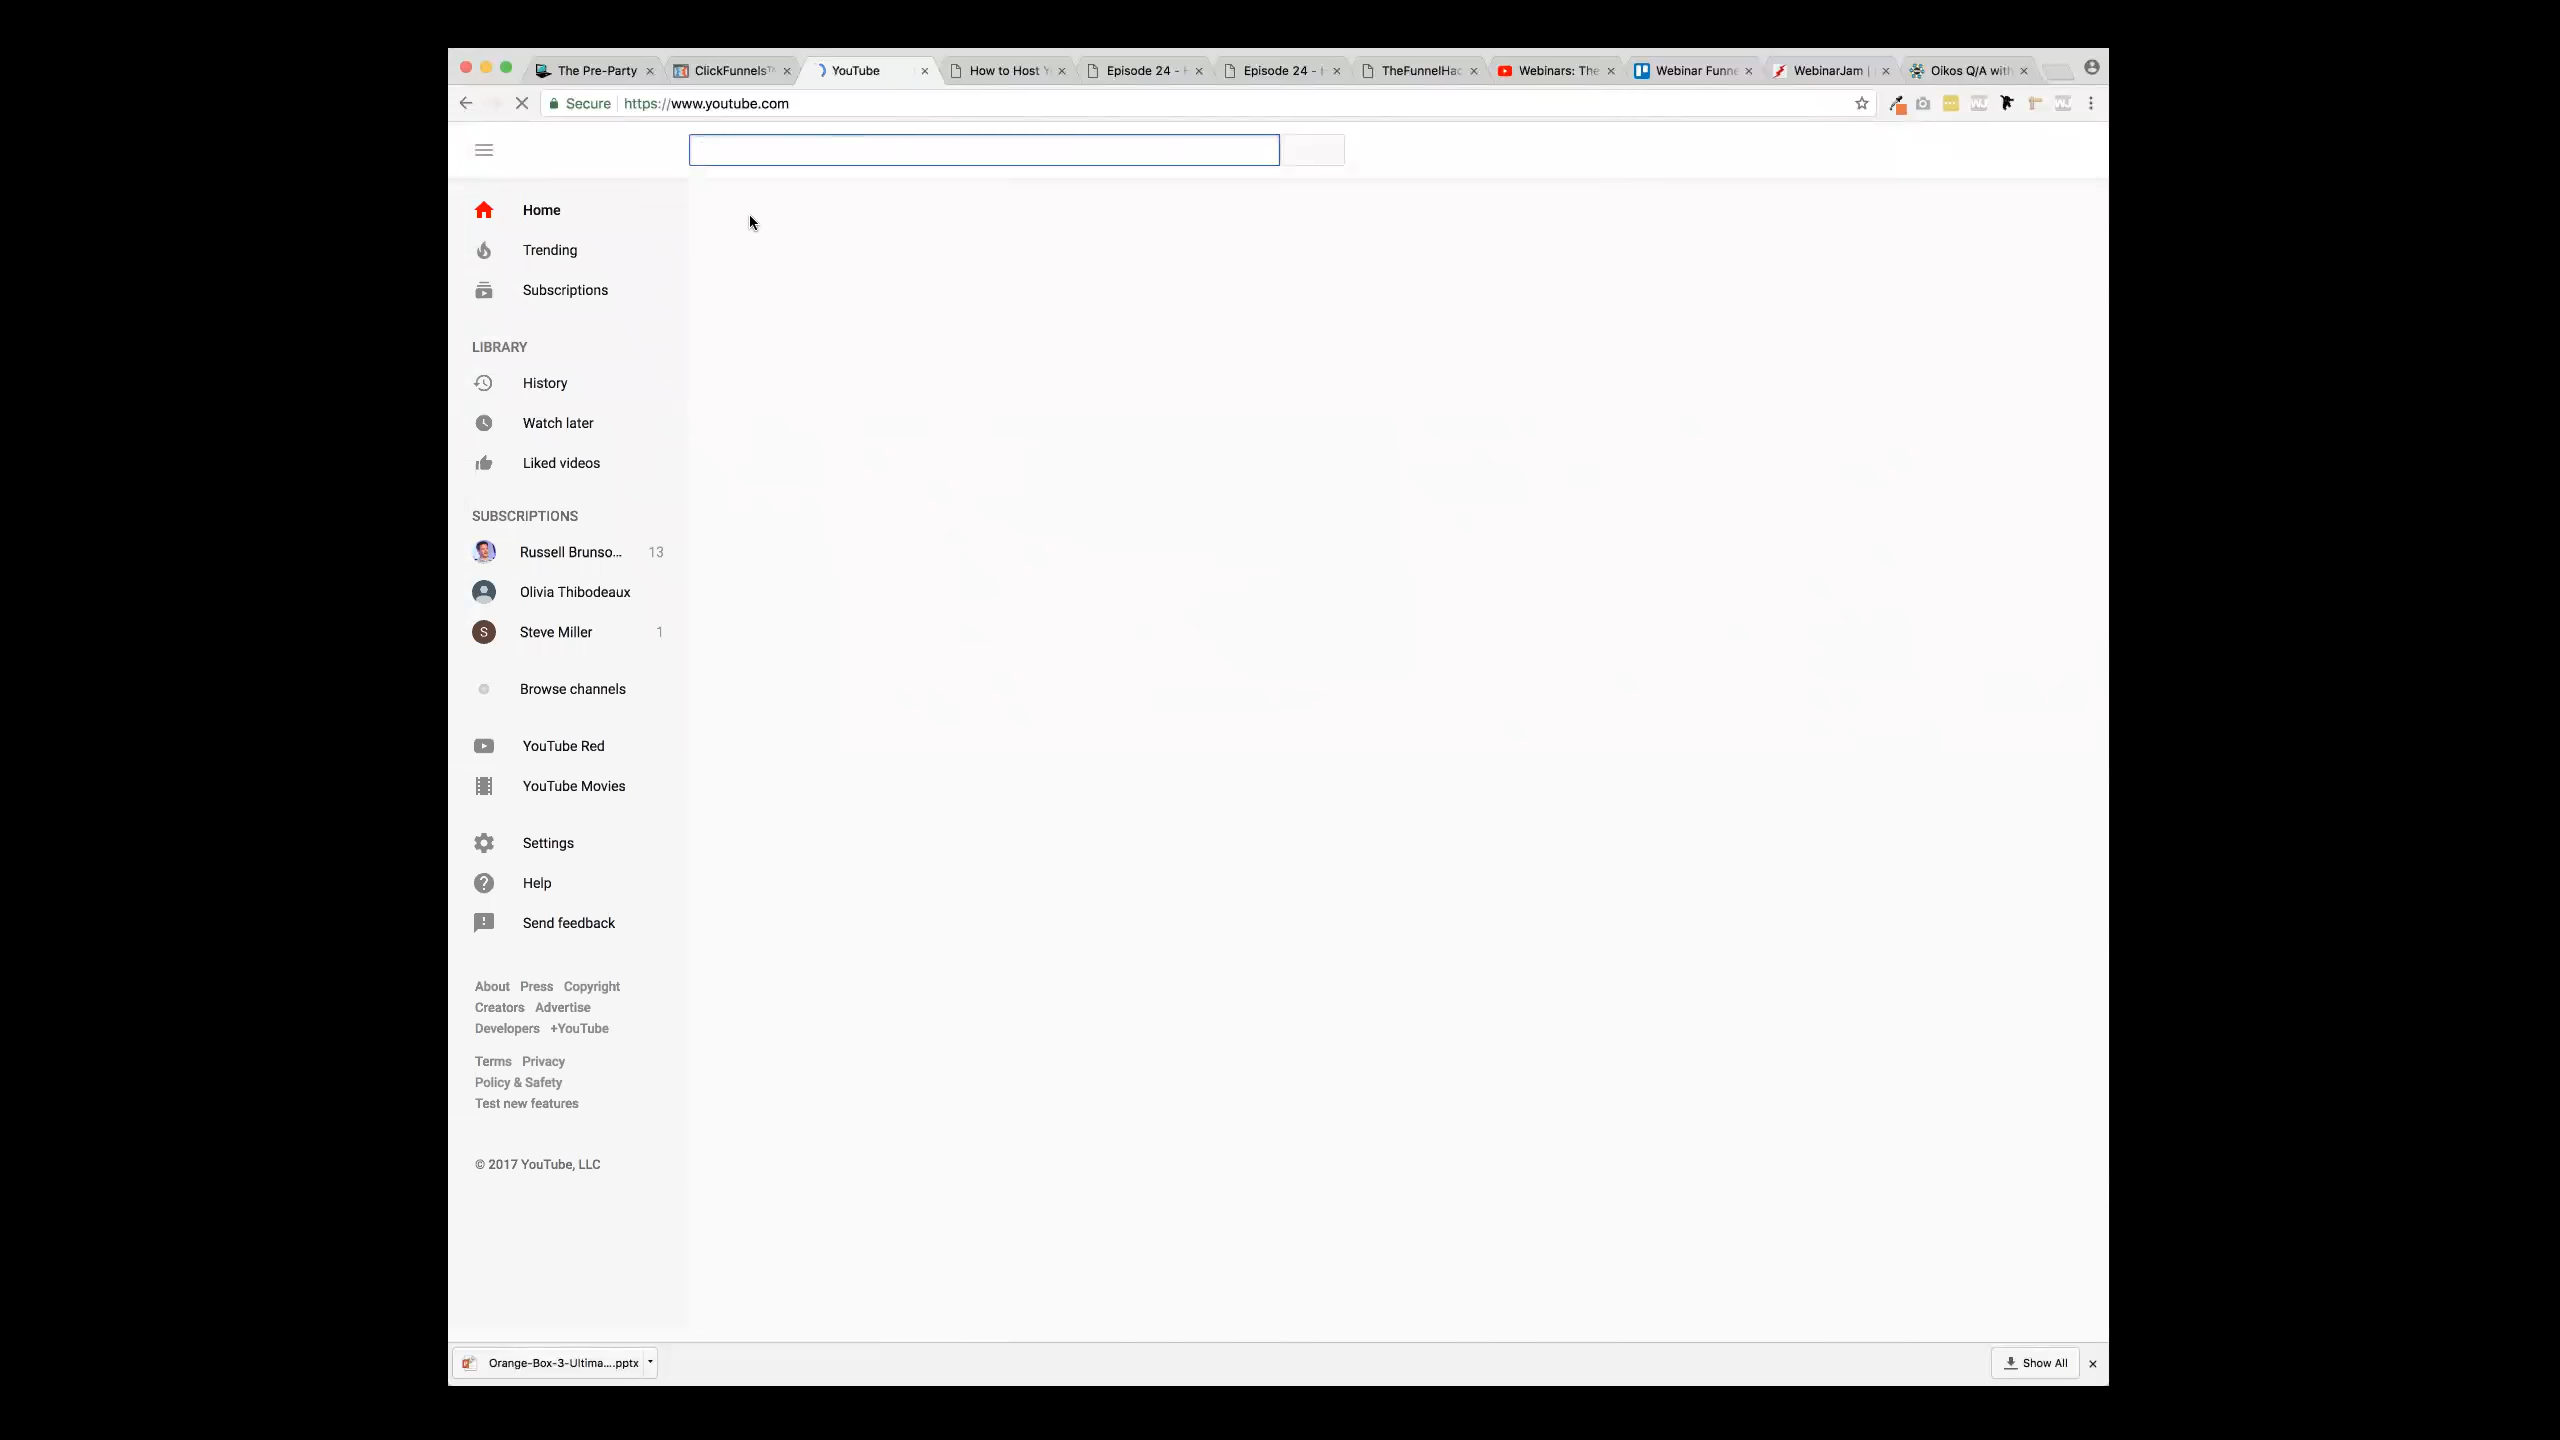 The Pre-Party
ClickFunnels™
YouTube
How to Host
Episode 24 -
Episode 24 -
TheFunnelHac
Webinars: The
Webinar Funne
WebinarJam |
Oikos Q/A with
Secure https://www.youtube.com
Home
Trending
Subscriptions
LIBRARY
History
Watch later
Liked videos
SUBSCRIPTIONS
Russell Brunso... 13
Olivia Thibodeaux
S Steve Miller 1
Browse channels
YouTube Red
YouTube Movies
Settings
Help
Send feedback
About Press Copyright
Creators Advertise
Developers +YouTube
Terms Privacy
Policy & Safety
Test new features
© 2017 YouTube, LLC
Orange-Box-3-Ultima....pptx
Show All